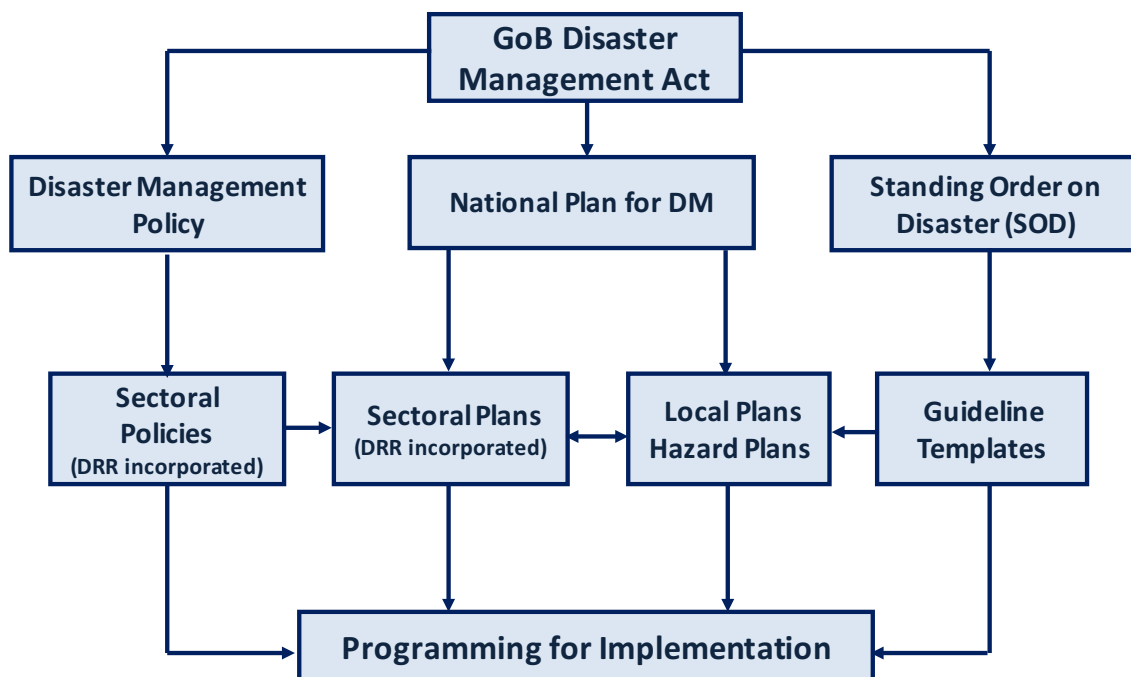 GoB Disaster
Management Act
Disaster Management
Policy
National Plan for DM
Standing Order on
Disaster (SOD)
Sectoral
Policies
(DRR incorporated)
Sectoral Plans
(DRR incorporated)
Local Plans
Hazard Plans
Guideline
Templates
Programming for Implementation